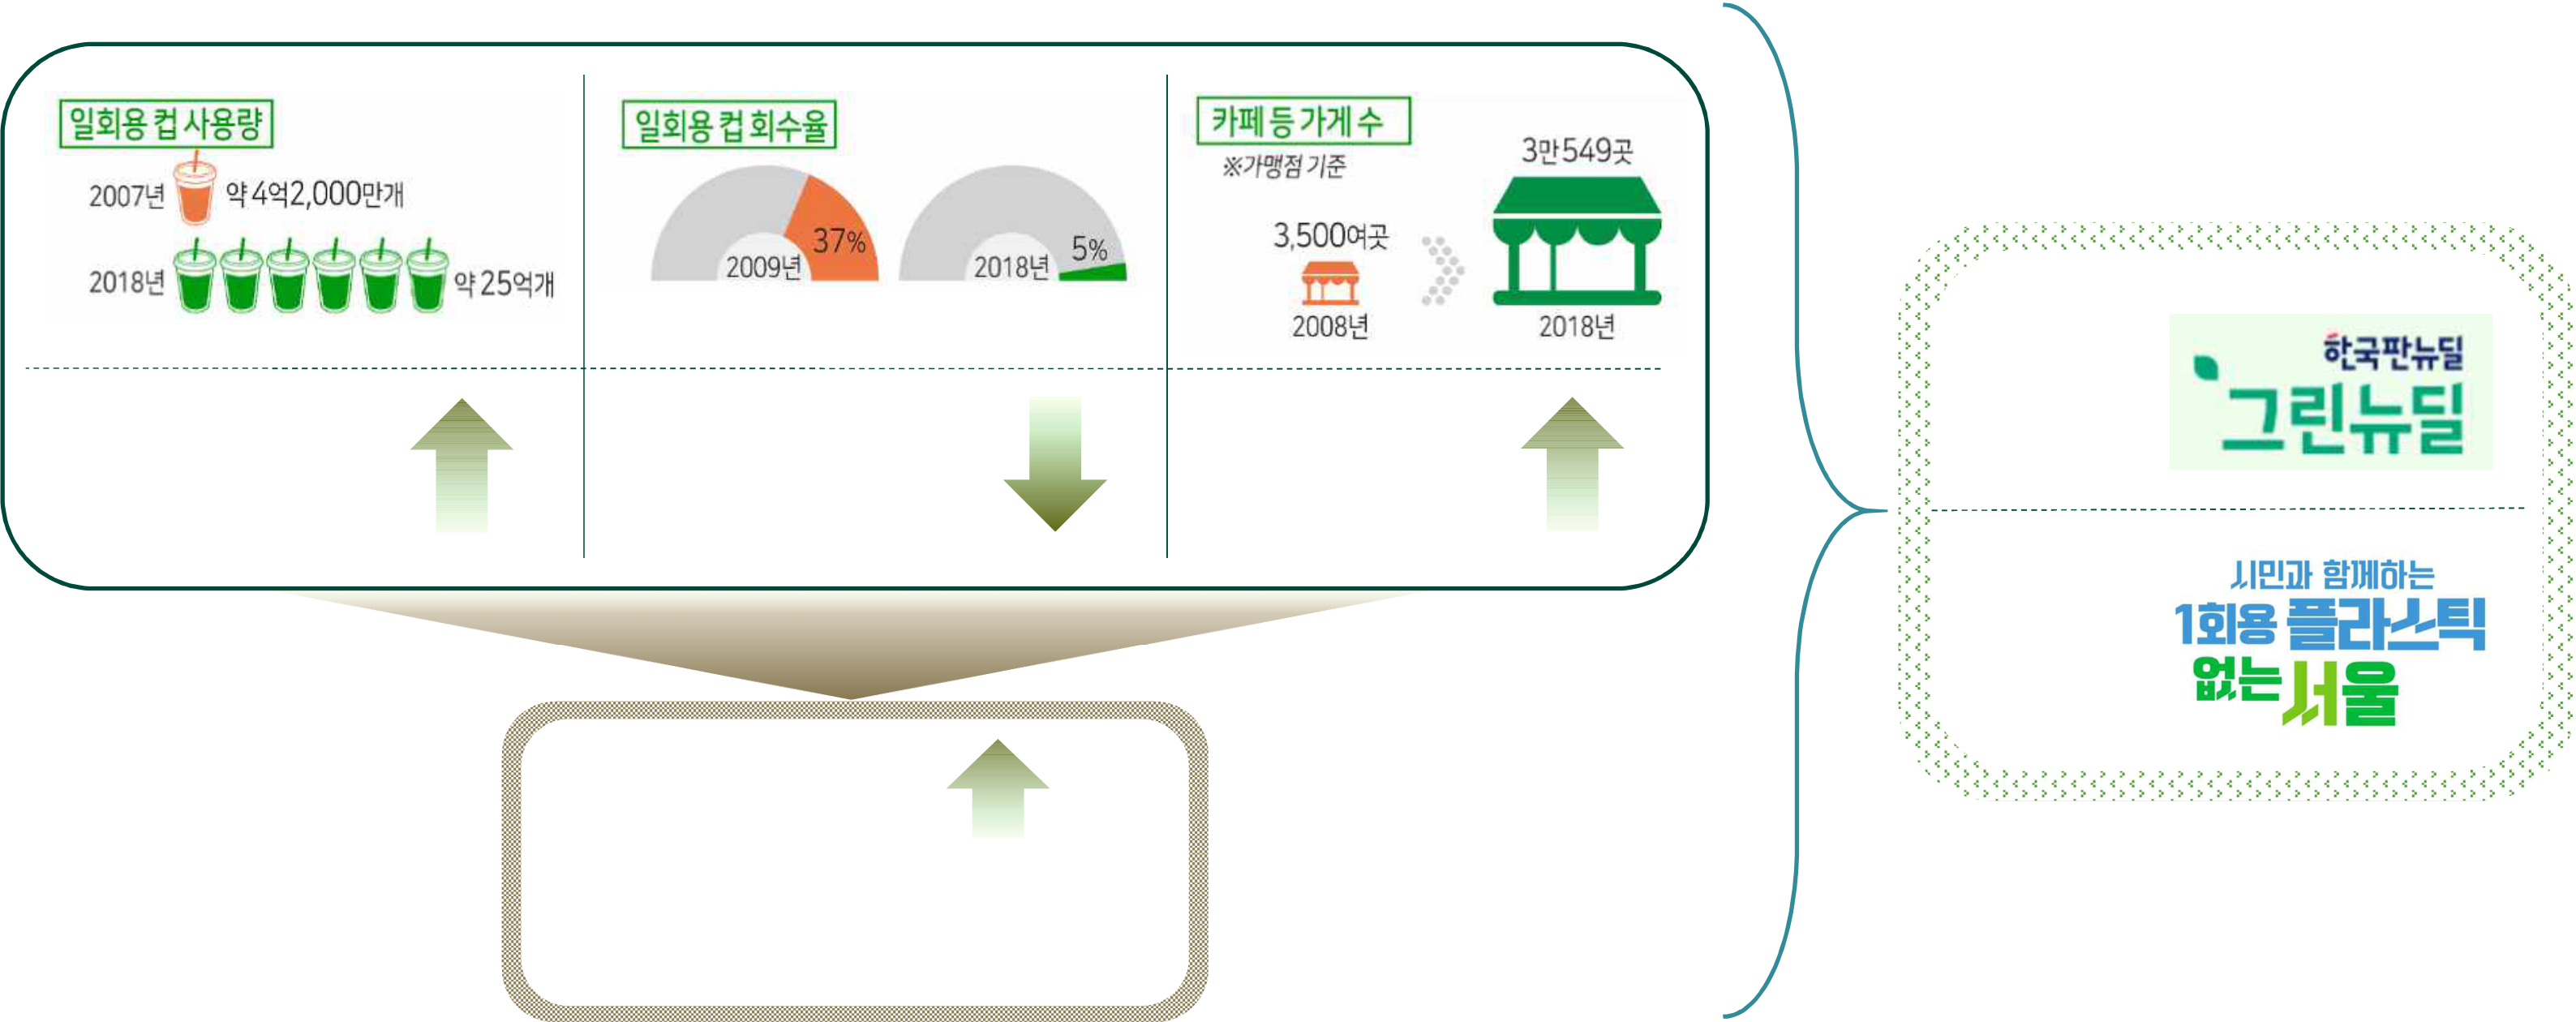 일회용 컵 사용량
2007년
약 4억2,000만개
2018년
약 25억개
일회용 컵 회수율
37%
2009년
5%
2018년
카페 등 가게 수
※가맹점 기준
3,500여곳
2008년
3만 549곳
2018년
한국판뉴딜
그린뉴딜
시민과 함께하는
1회용 플라스틱
없는 서울